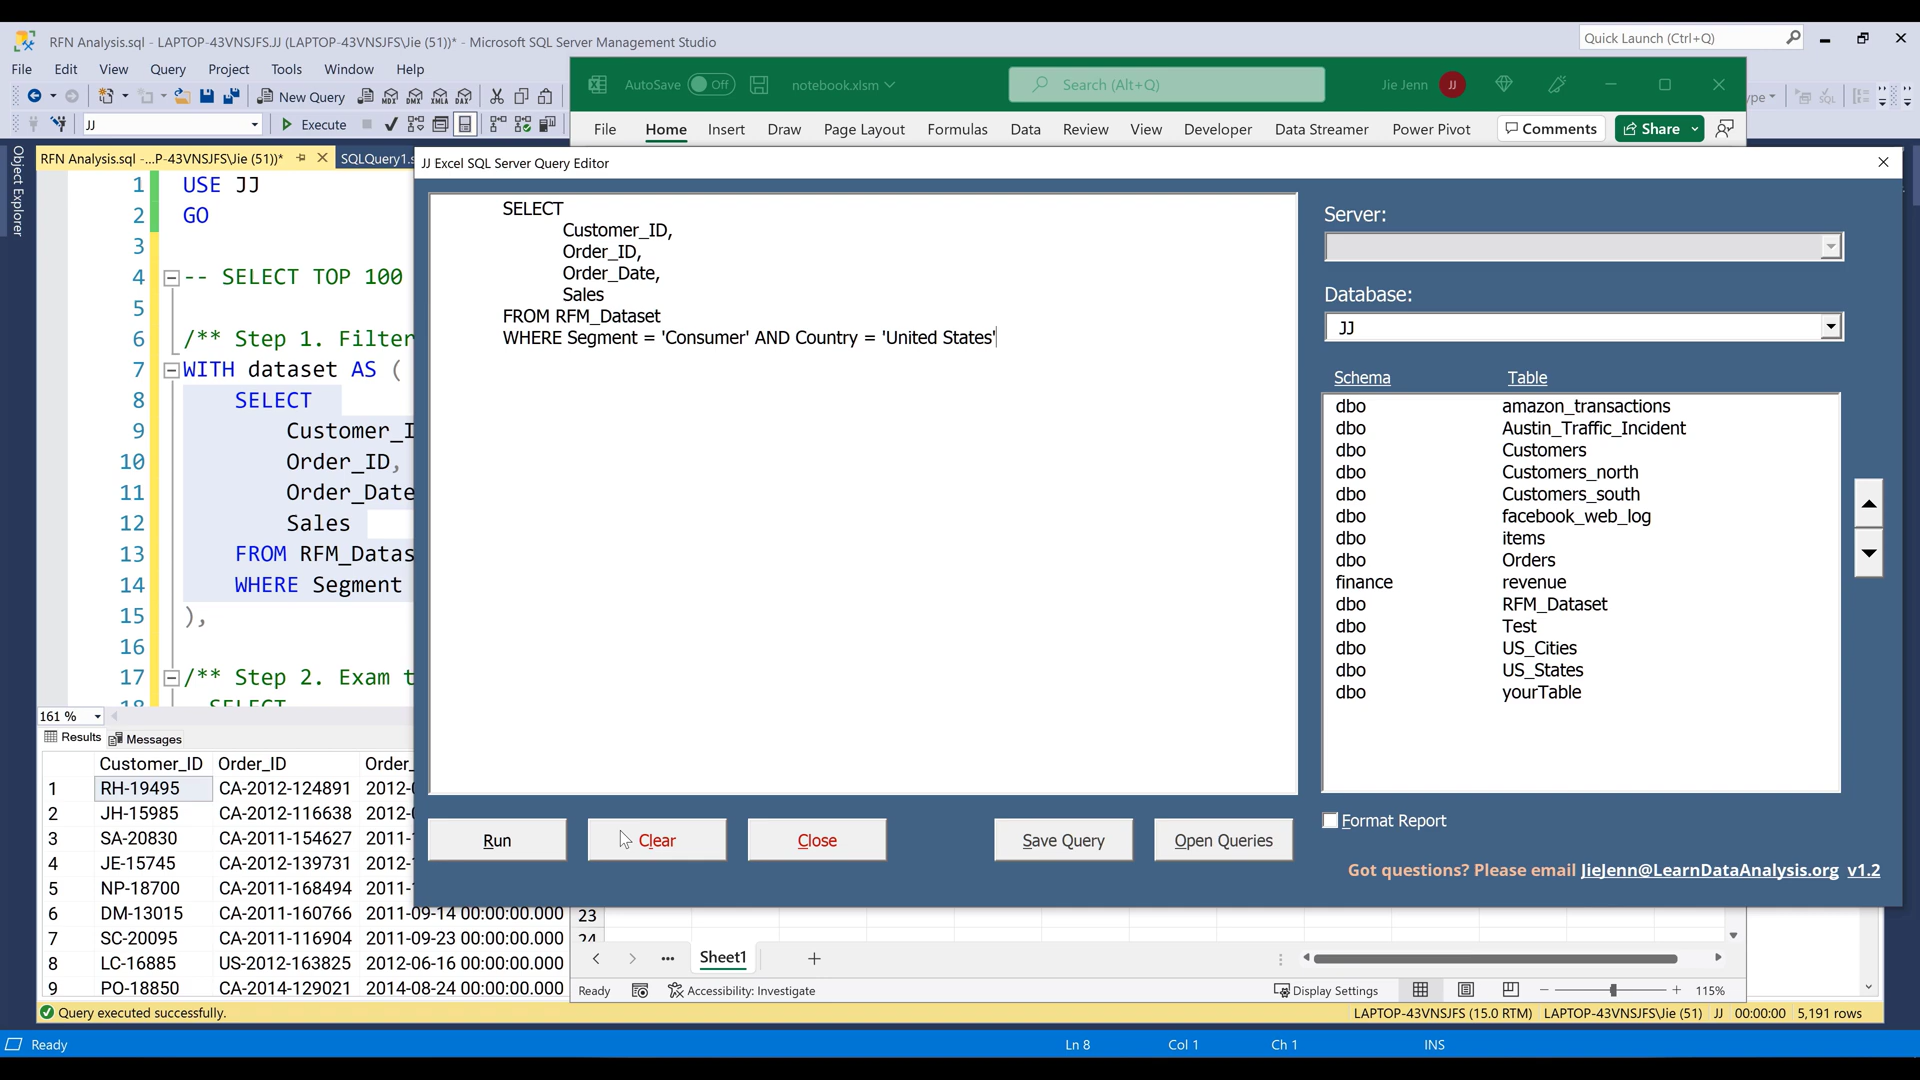 RFN Analysis.sql - LAPTOP-43VNSJFS.JJ (LAPTOP-43VNSJFS\Jie (51))* - Microsoft SQL Server Management Studio
Quick Launch (Ctrl+Q)
File Edit View Query Project Tools Window Help
New Query
JJ
Execute
AutoSave Off
notebook.xlsm
Search (Alt+Q)
Jie Jenn
JJ
File Home Insert Draw Page Layout Formulas Data Review View Developer Data Streamer Power Pivot
Comments
Share
Object Explorer
RFN Analysis.sql -...P-43VNSJFS\Jie (51))*
SQLQuery1.s
1 USE JJ
2 GO
3
4 -- SELECT TOP 100
5
6 /** Step 1. Filter
7 WITH dataset AS (
8 SELECT
9 Customer_I
10 Order_ID,
11 Order_Date
12 Sales
13 FROM RFM_Datas
14 WHERE Segment
15 ),
16
17 /** Step 2. Exam t
18 SELECT
161 %
Results
Messages
Customer_ID Order_ID Order_
1 RH-19495 CA-2012-124891 2012-
2 JH-15985 CA-2012-116638 2012-
3 SA-20830 CA-2011-154627 2011-
4 JE-15745 CA-2012-139731 2012-
5 NP-18700 CA-2011-168494 2011-
6 DM-13015 CA-2011-160766 2011-09-14 00:00:00.000
7 SC-20095 CA-2011-116904 2011-09-23 00:00:00.000
8 LC-16885 US-2012-163825 2012-06-16 00:00:00.000
9 PO-18850 CA-2014-129021 2014-08-24 00:00:00.000
JJ Excel SQL Server Query Editor
SELECT
Customer_ID,
Order_ID,
Order_Date,
Sales
FROM RFM_Dataset
WHERE Segment = 'Consumer' AND Country = 'United States'
Server:
Database:
JJ
Schema Table
dbo amazon_transactions
dbo Austin_Traffic_Incident
dbo Customers
dbo Customers_north
dbo Customers_south
dbo facebook_web_log
dbo items
dbo Orders
finance revenue
dbo RFM_Dataset
dbo Test
dbo US_Cities
dbo US_States
dbo yourTable
Run
Clear
Close
Save Query
Open Queries
Format Report
Got questions? Please email JieJenn@LearnDataAnalysis.org v1.2
23
24
Sheet1
Ready
Accessibility: Investigate
Display Settings
115%
Query executed successfully.
LAPTOP-43VNSJFS (15.0 RTM) LAPTOP-43VNSJFS\Jie (51) JJ 00:00:00 5,191 rows
Ready
Ln 8
Col 1
Ch 1
INS